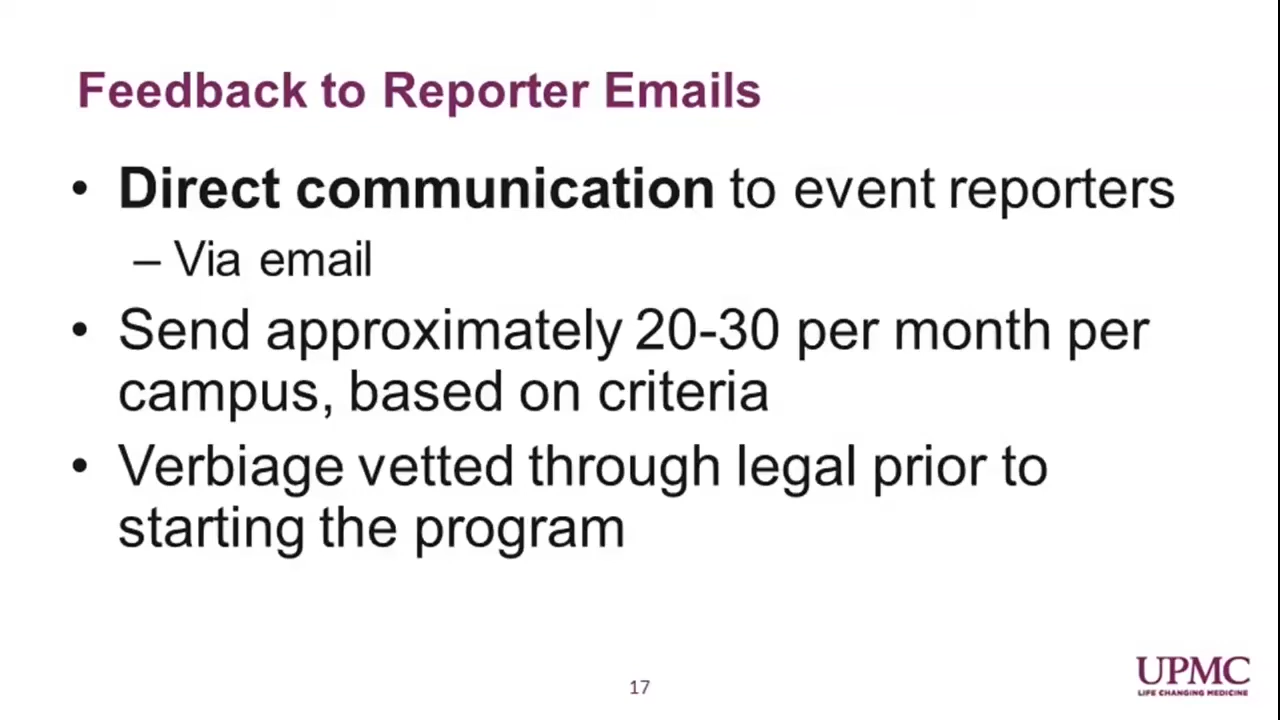 Feedback to Reporter Emails
• Direct communication to event reporters
– Via email
• Send approximately 20-30 per month per
campus, based on criteria
• Verbiage vetted through legal prior to
starting the program
17
UPMC
LIFE CHANGING MEDICINE